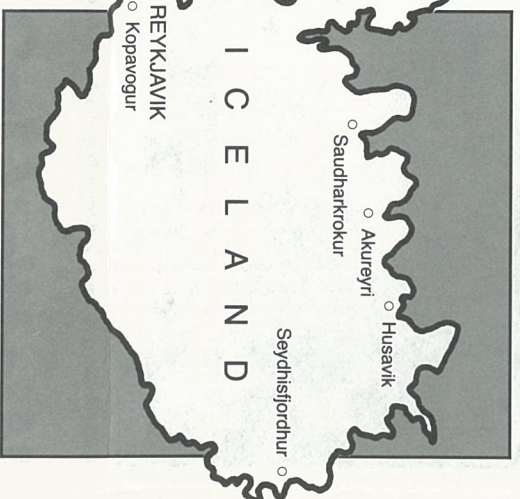 Husavik
Akureyri
Saudharkrokur
Seydhisfjordhur
ICELAND
REYKJAVIK
Kopavogur